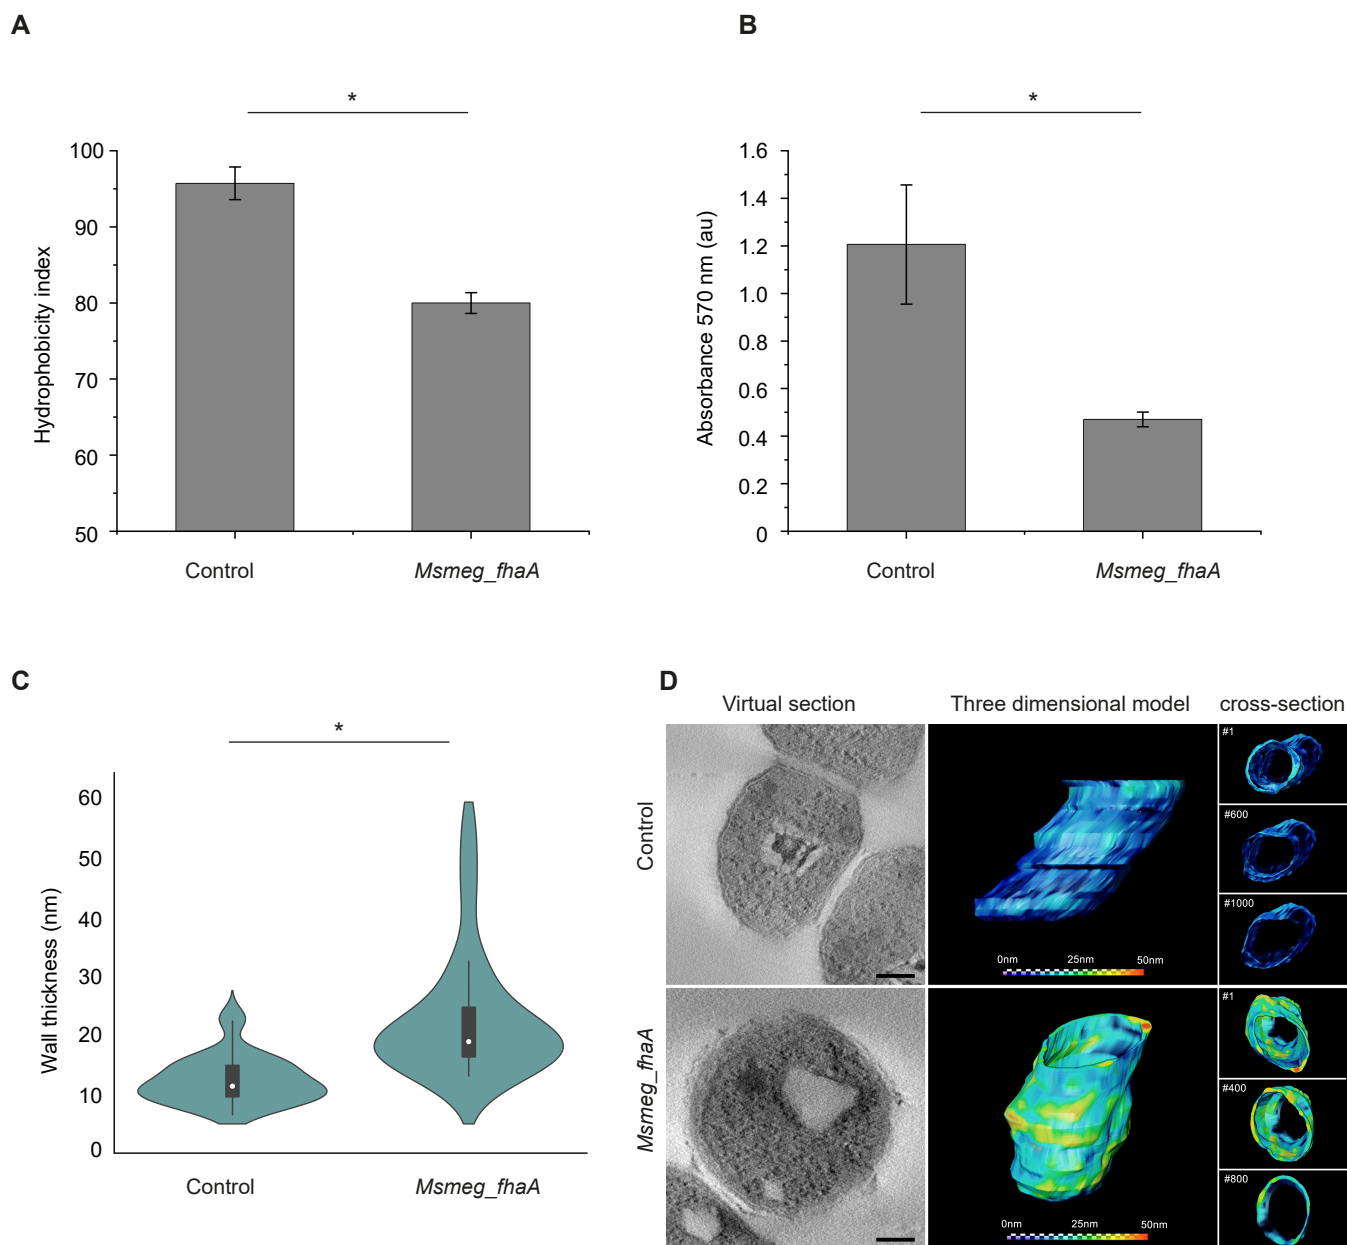 A
*
100
90
80
70
60
50
Hydrophobicity index
Control
Msmeg_fhaA
B
*
1.6
1.4
1.2
1.0
0.8
0.6
0.4
0.2
0
Absorbance 570 nm (au)
Control
Msmeg_fhaA
C
*
60
50
40
30
20
10
0
Wall thickness (nm)
Control
Msmeg_fhaA
D
Virtual section
Three dimensional model
cross-section
Control
0nm 25nm 50nm
#1
#600
#1000
Msmeg_fhaA
0nm 25nm 50nm
#1
#400
#800